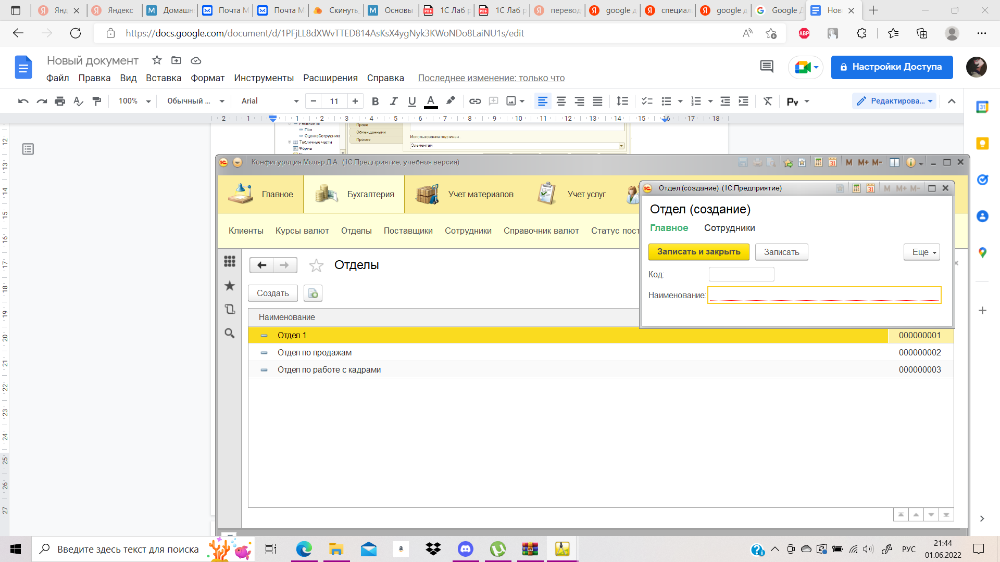 Янд
Яндекс
Домашн
Почта М
Почта М
Скинуть_
Основы
1С Лаб р
1С Лаб р
перевод
google д
специал
google д
Google Д
Нов
https://docs.google.com/document/d/1PFjLL8dXWvTTED814AsKsX4ygNyk3KWoNDo8LaiNU1s/edit
ABP
Новый документ
Файл Правка Вид Вставка Формат Инструменты Расширения Справка Последнее изменение: только что
Настройки Доступа
100% Обычный ... Arial 11 Ру Редактирова...
2 1 1 2 3 4 5 6 7 8 9 10 11 12 13 14 15 16 17 18
12
13
14
15
16
17
18
19
20
21
22
23
24
25
26
27
Реквизиты
Пол
ОценкаСотрудника
Табличные части
Формы
Права
Обмен данными
Прочее
Использование подчинен
Элементам
Конфигурация Маляр Д.А. (1С:Предприятие, учебная версия)
M M+ M-
Главное Бухгалтерия Учет материалов Учет услуг
Клиенты Курсы валют Отделы Поставщики Сотрудники Справочник валют Статус пост
Отделы
Создать
Наименование
Отдел 1 000000001
Отдел по продажам 000000002
Отдел по работе с кадрами 000000003
Отдел (создание) (1С:Предприятие)
M M+ M-
Отдел (создание)
Главное Сотрудники
Записать и закрыть Записать Еще
Код:
Наименование:
Введите здесь текст для поиска
РУС
21:44
01.06.2022